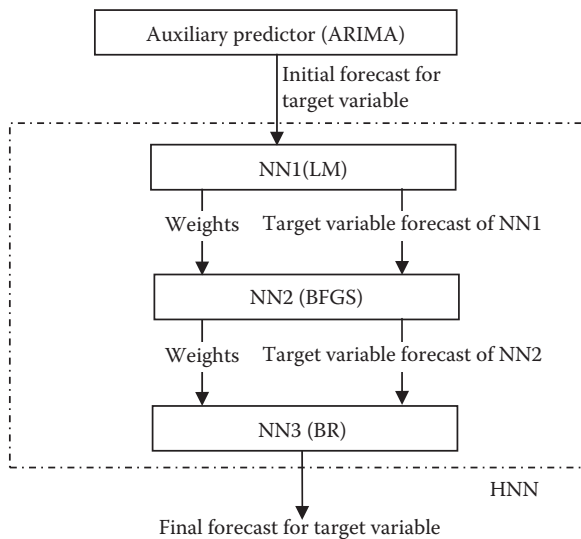 Auxiliary predictor (ARIMA)
Initial forecast for
target variable
NN1(LM)
Weights
Target variable forecast of NN1
NN2 (BFGS)
Weights
Target variable forecast of NN2
NN3 (BR)
HNN
Final forecast for target variable